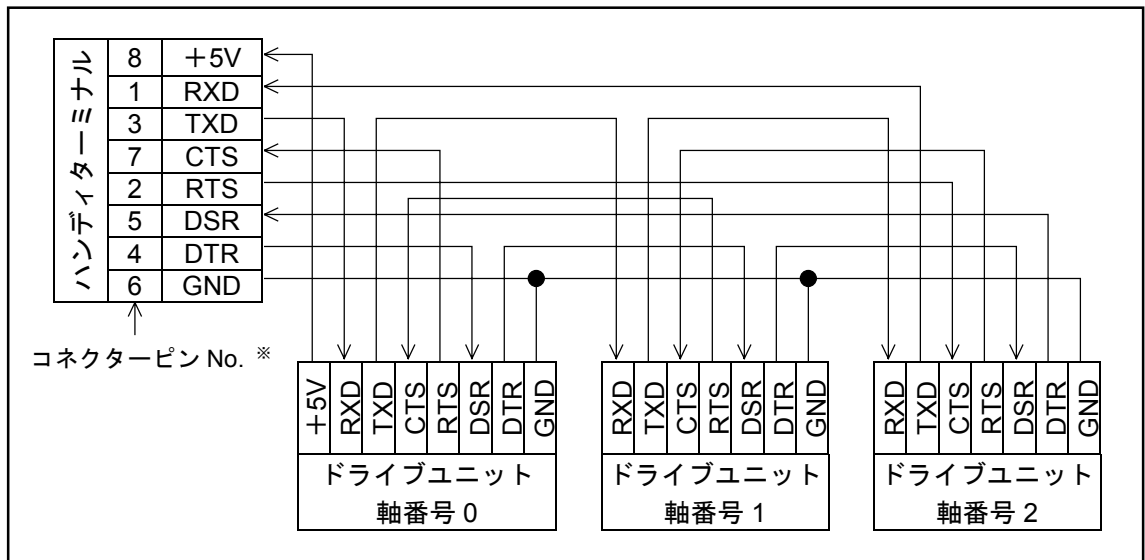 ハンディターミナル
8 +5V
1 RXD
3 TXD
7 CTS
2 RTS
5 DSR
4 DTR
6 GND
コネクターピン No. ※
+5V RXD TXD CTS RTS DSR DTR GND
ドライブユニット
軸番号 0
RXD TXD CTS RTS DSR DTR GND
ドライブユニット
軸番号 1
RXD TXD CTS RTS DSR DTR GND
ドライブユニット
軸番号 2